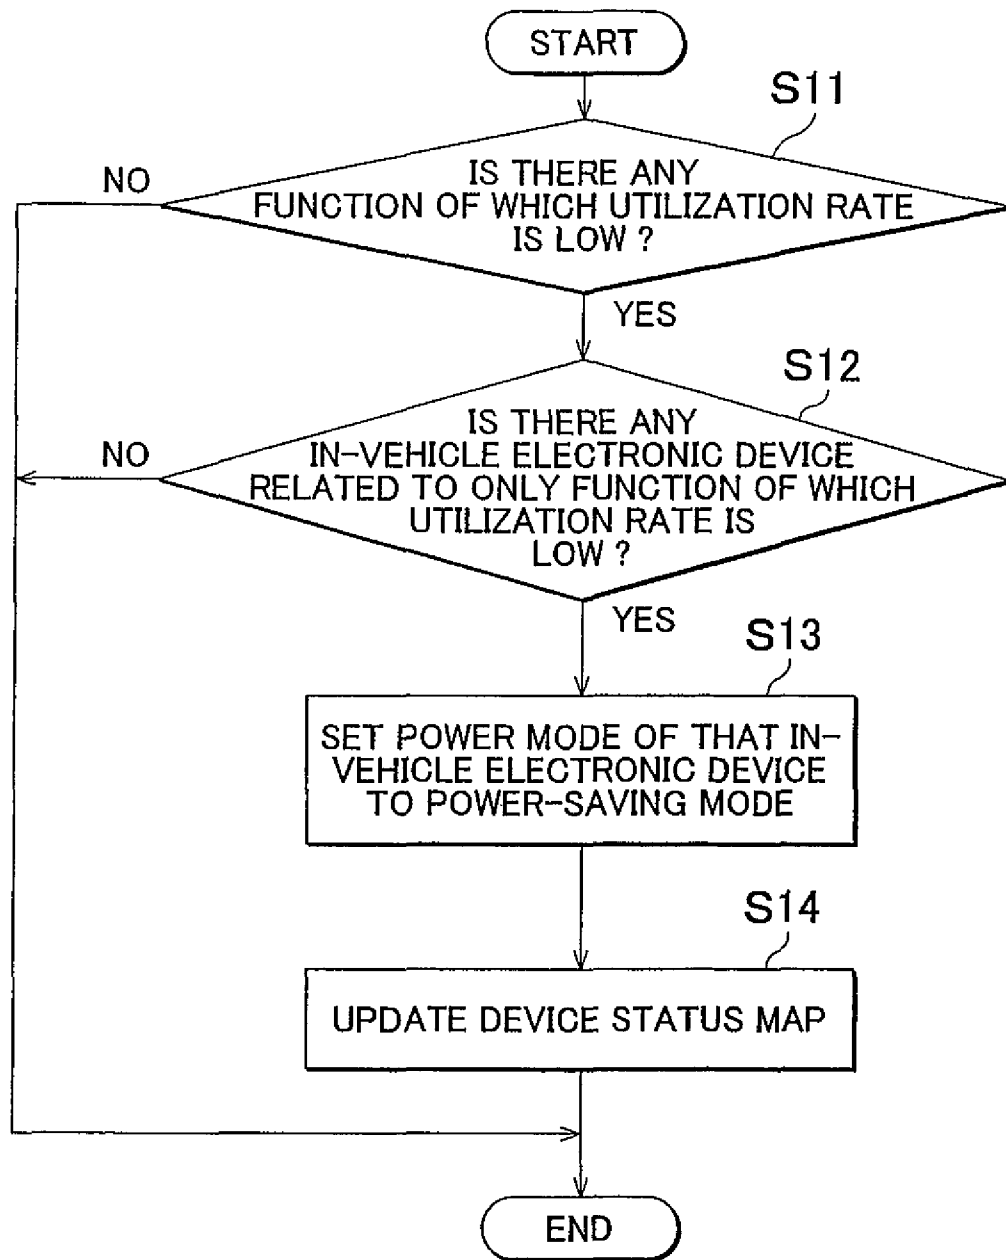 START
S11
NO
IS THERE ANY
FUNCTION OF WHICH UTILIZATION RATE
IS LOW ?
YES
S12
NO
IS THERE ANY
IN-VEHICLE ELECTRONIC DEVICE
RELATED TO ONLY FUNCTION OF WHICH
UTILIZATION RATE IS
LOW ?
YES
S13
SET POWER MODE OF THAT IN-
VEHICLE ELECTRONIC DEVICE
TO POWER-SAVING MODE
S14
UPDATE DEVICE STATUS MAP
END